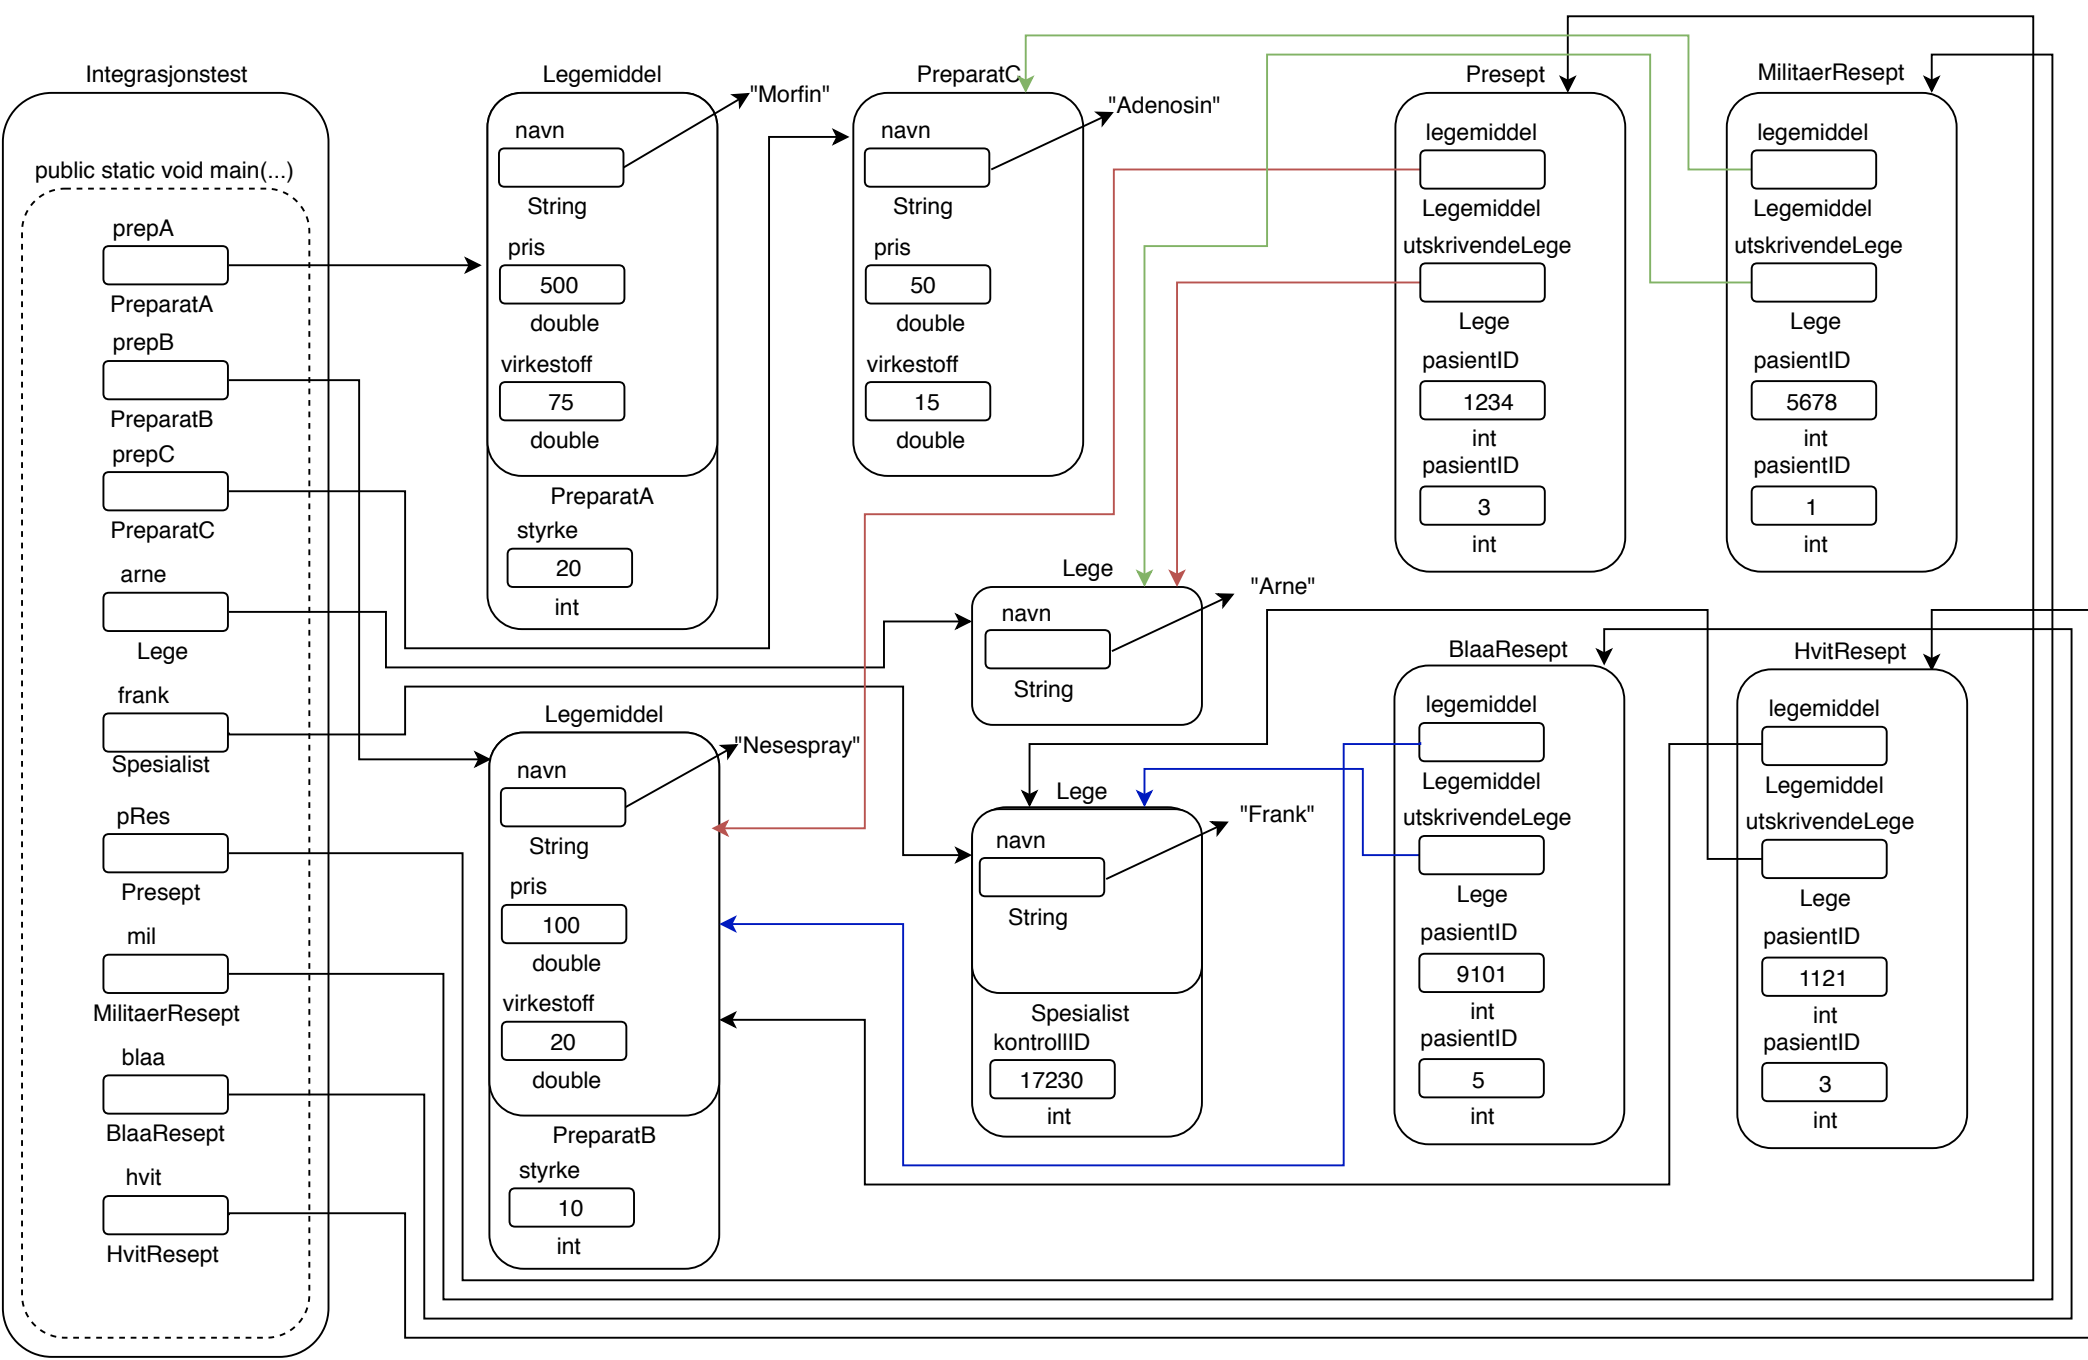 Integrasjonstest
public static void main(...)
prepA
PreparatA
prepB
PreparatB
prepC
PreparatC
arne
Lege
frank
Spesialist
pRes
Presept
mil
MilitaerResept
blaa
BlaaResept
hvit
HvitResept
Legemiddel
navn
"Morfin"
String
pris
500
double
virkestoff
75
double
PreparatA
styrke
20
int
Legemiddel
navn
"Nesespray"
String
pris
100
double
virkestoff
20
double
PreparatB
styrke
10
int
PreparatC
navn
"Adenosin"
String
pris
50
double
virkestoff
15
double
Lege
navn
"Arne"
String
Lege
navn
"Frank"
String
Spesialist
kontrollID
17230
int
Presept
legemiddel
Legemiddel
utskrivendeLege
Lege
pasientID
1234
int
pasientID
3
int
MilitaerResept
legemiddel
Legemiddel
utskrivendeLege
Lege
pasientID
5678
int
pasientID
1
int
BlaaResept
legemiddel
Legemiddel
utskrivendeLege
Lege
pasientID
9101
int
pasientID
5
int
HvitResept
legemiddel
Legemiddel
utskrivendeLege
Lege
pasientID
1121
int
pasientID
3
int